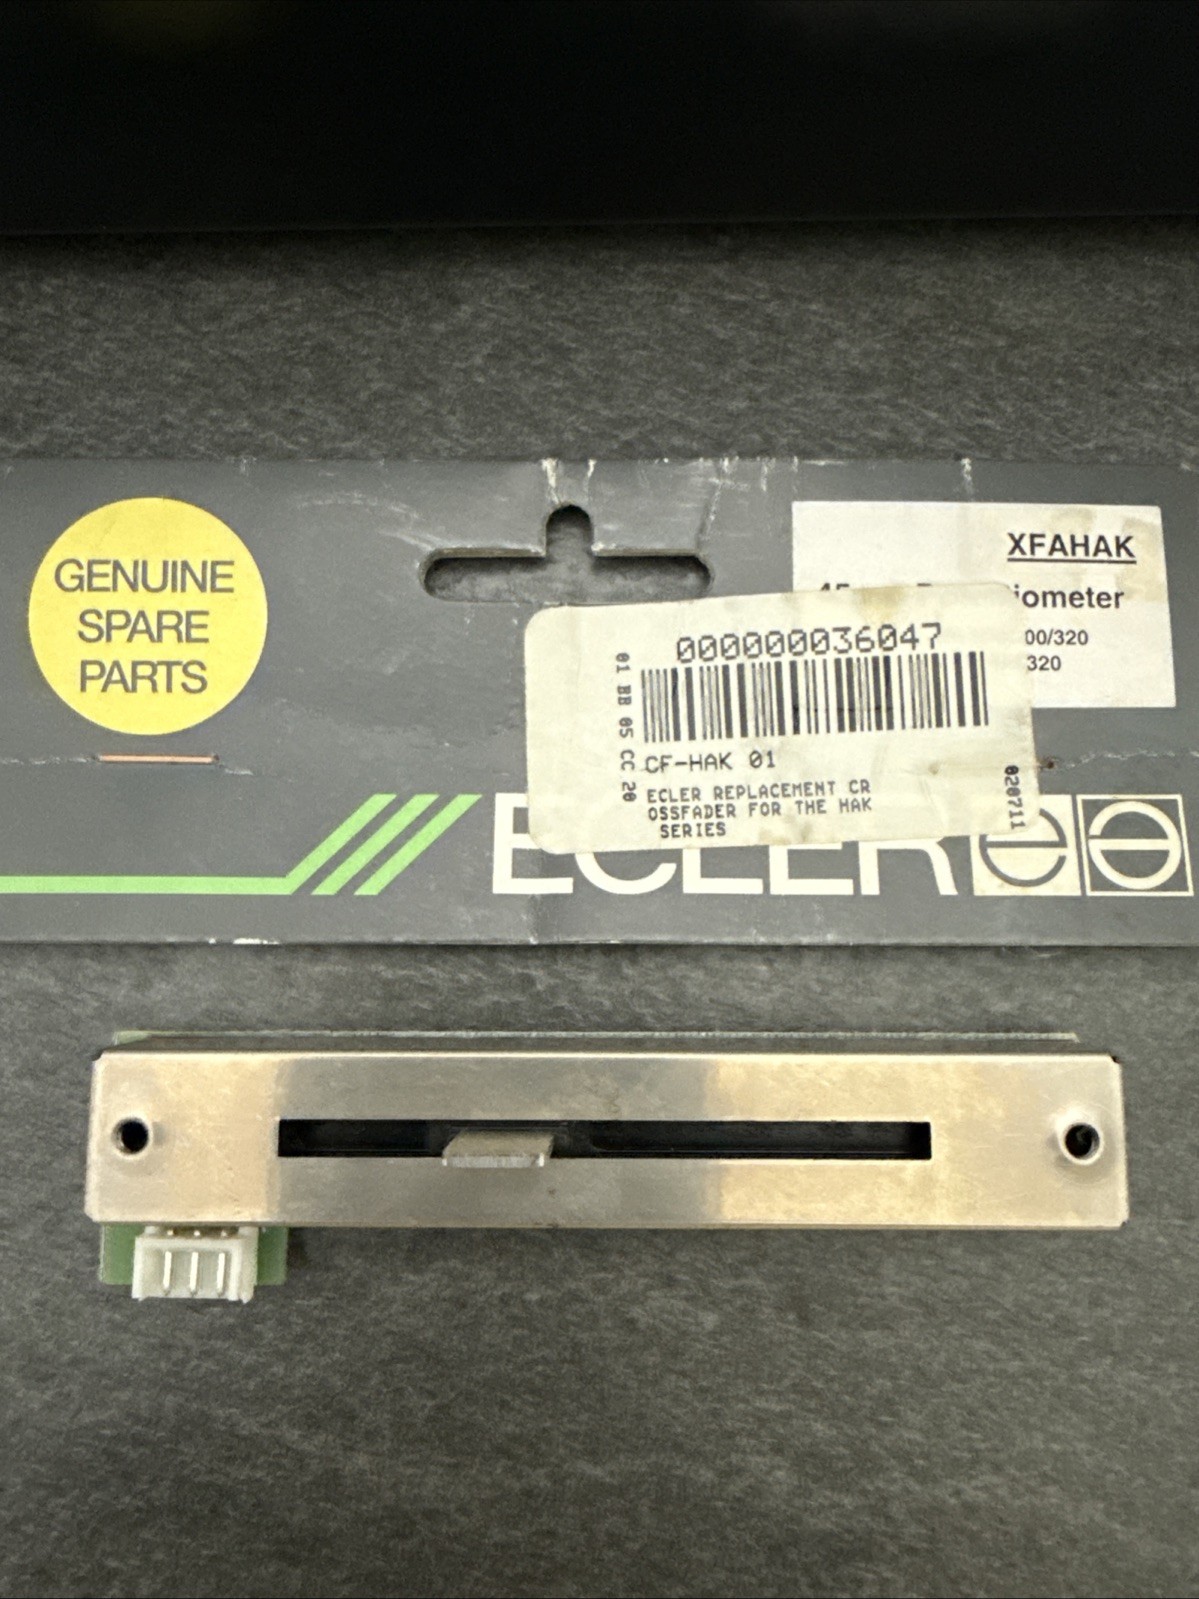 GENUINE
SPARE
PARTS
XFAHAK
45
iometer
00/320
320
000000036047
01 BB 05 CC 20
CF-HAK 01
ECLER REPLACEMENT CR
OSSFADER FOR THE HAK
SERIES
020711
ECLER